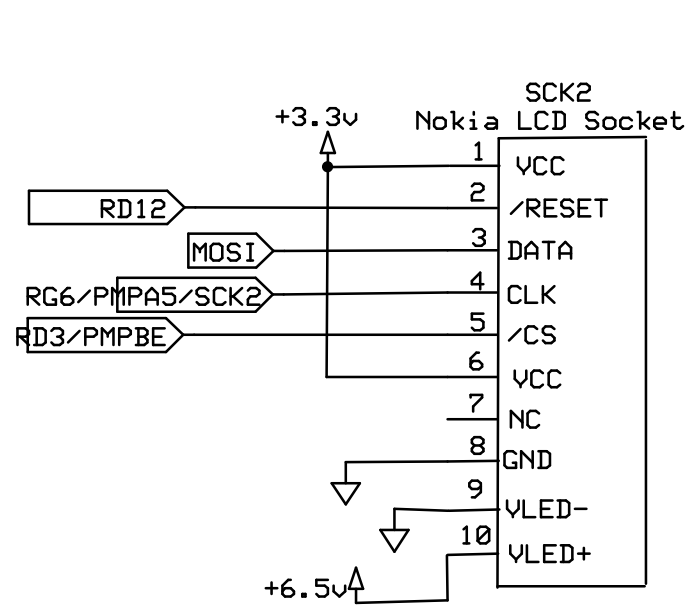 SCK2
Nokia LCD Socket
+3.3v
1 VCC
RD12 2 /RESET
MOSI 3 DATA
RG6/PMPA5/SCK2 4 CLK
RD3/PMPBE 5 /CS
6 VCC
7 NC
8 GND
9 VLED-
10 VLED+
+6.5v